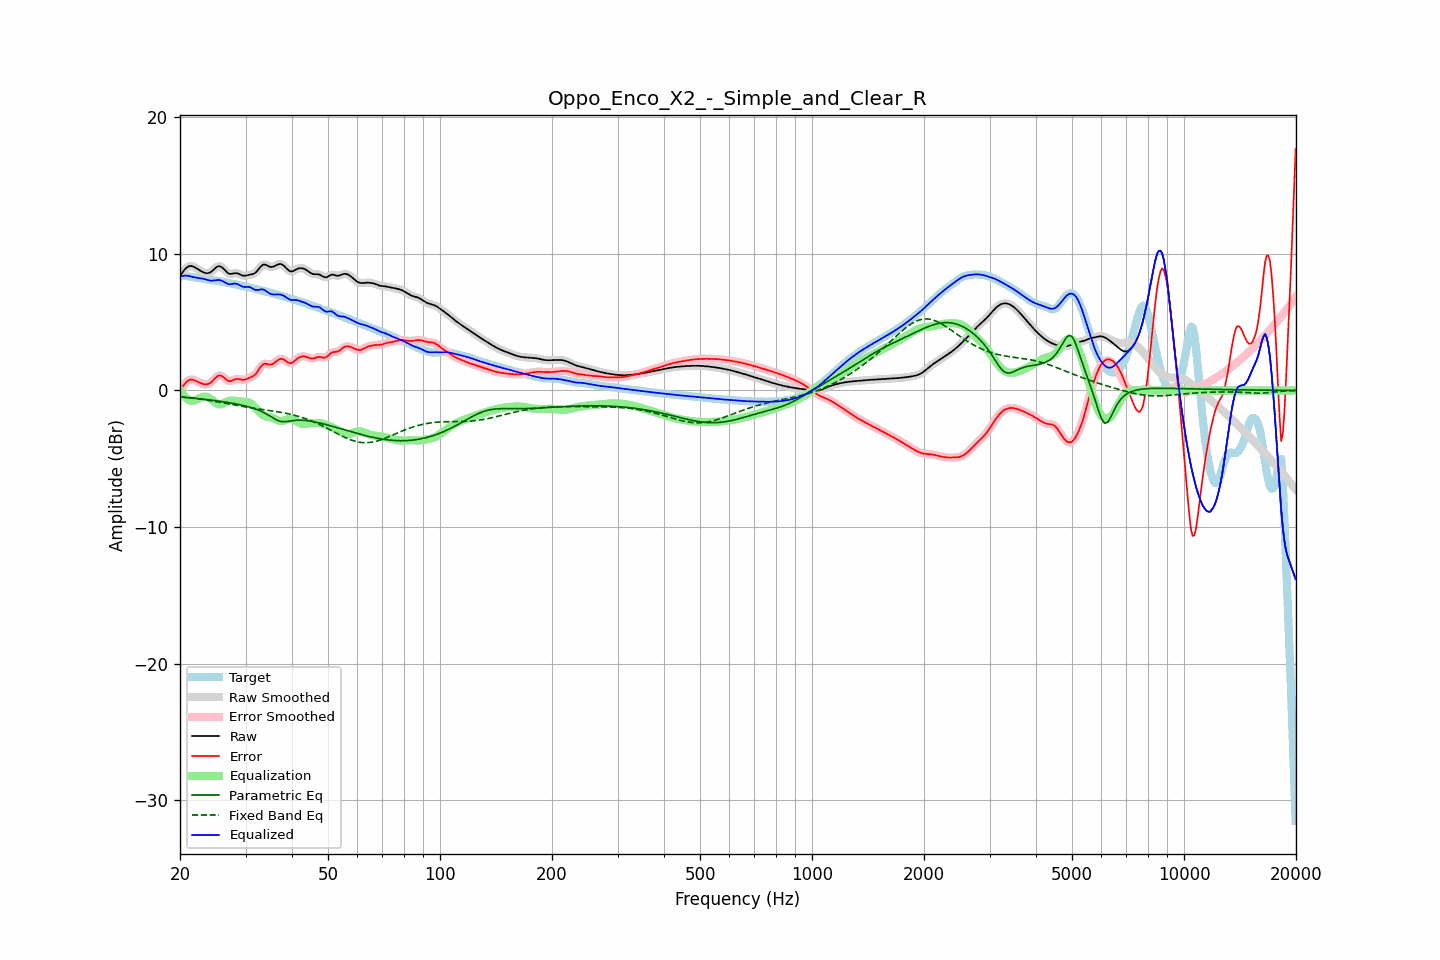 Oppo_Enco_X2_-_Simple_and_Clear_R
20
10
0
−10
−20
−30
Amplitude (dBr)
Target
Raw Smoothed
Error Smoothed
Raw
Error
Equalization
Parametric Eq
Fixed Band Eq
Equalized
20 50 100 200 500 1000 2000 5000 10000 20000
Frequency (Hz)